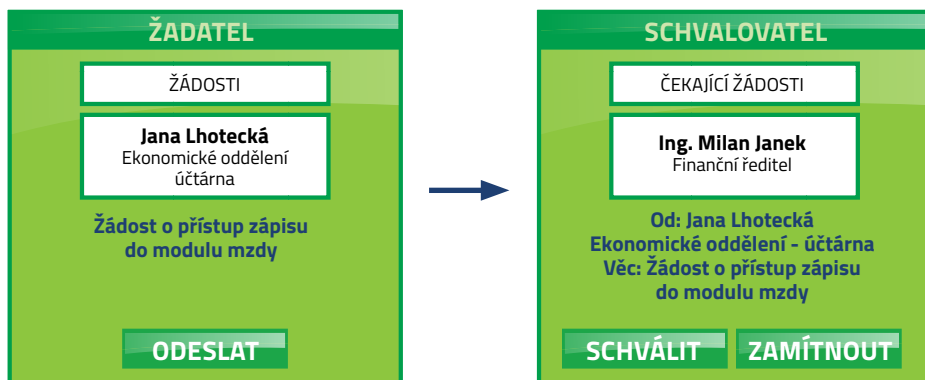 ŽADATEL
ŽÁDOSTI
Jana Lhotecká
Ekonomické oddělení
účtárna
Žádost o přístup zápisu
do modulu mzdy
ODESLAT
SCHVALOVATEL
ČEKAJÍCÍ ŽÁDOSTI
Ing. Milan Janek
Finanční ředitel
Od: Jana Lhotecká
Ekonomické oddělení - účtárna
Věc: Žádost o přístup zápisu
do modulu mzdy
SCHVÁLIT
ZAMÍTNOUT